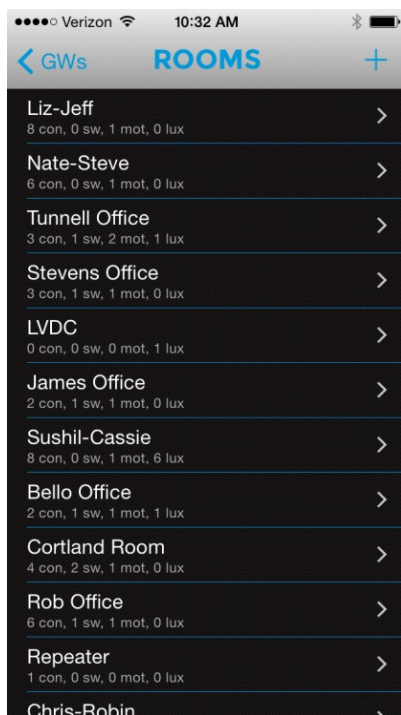 Verizon 10:32 AM
GWs ROOMS +
Liz-Jeff
8 con, 0 sw, 1 mot, 0 lux
Nate-Steve
6 con, 0 sw, 1 mot, 0 lux
Tunnell Office
3 con, 1 sw, 2 mot, 1 lux
Stevens Office
3 con, 1 sw, 1 mot, 0 lux
LVDC
0 con, 0 sw, 0 mot, 1 lux
James Office
2 con, 1 sw, 1 mot, 0 lux
Sushil-Cassie
8 con, 0 sw, 1 mot, 6 lux
Bello Office
2 con, 1 sw, 1 mot, 1 lux
Cortland Room
4 con, 2 sw, 1 mot, 0 lux
Rob Office
6 con, 1 sw, 1 mot, 0 lux
Repeater
1 con, 0 sw, 0 mot, 1 lux
Chris-Robin